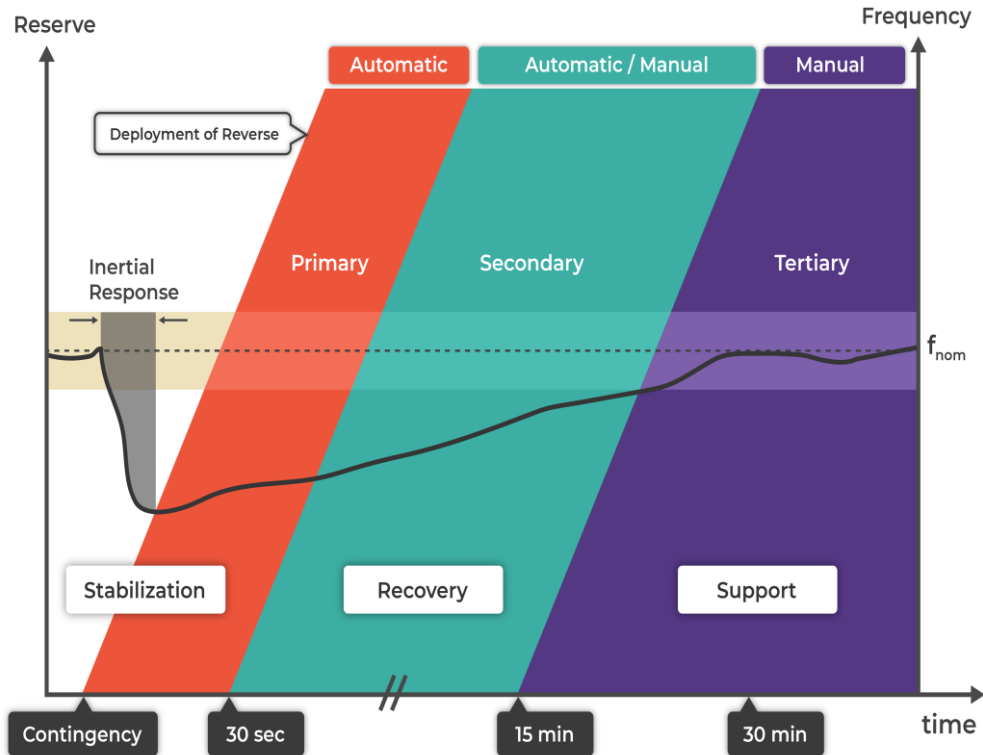 Reserve
Frequency
Automatic
Automatic / Manual
Manual
Deployment of Reverse
Inertial
Response
Primary
Secondary
Tertiary
fnom
Stabilization
Recovery
Support
Contingency
30 sec
15 min
30 min
time